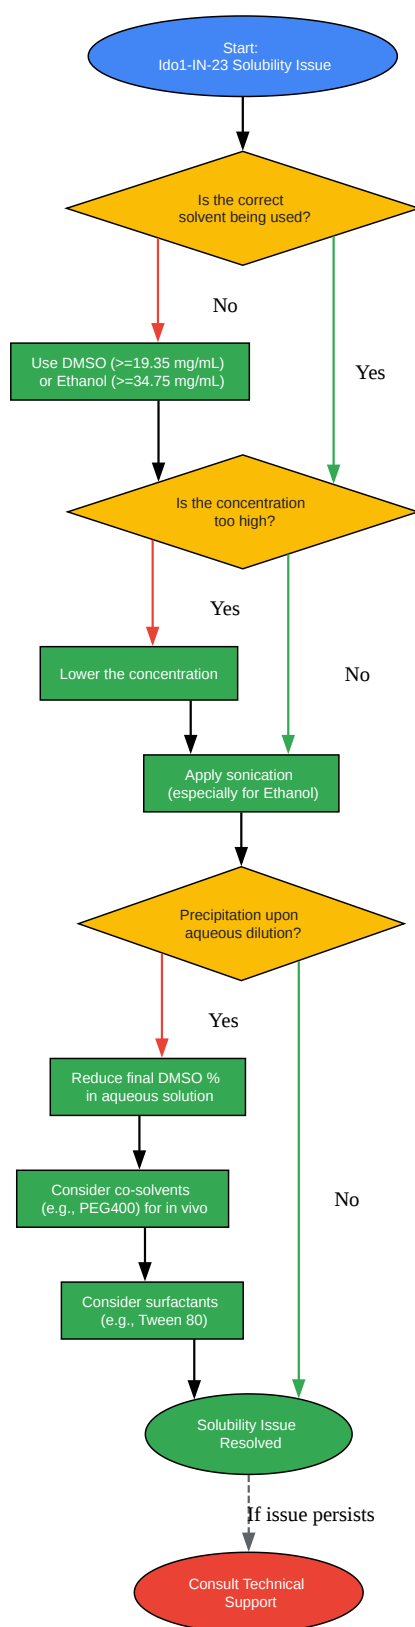 Start:
Ido1-IN-23 Solubility Issue
Is the correct
solvent being used?
No
Yes
Use DMSO (>=19.35 mg/mL)
or Ethanol (>=34.75 mg/mL)
Is the concentration
too high?
Yes
No
Lower the concentration
Apply sonication
(especially for Ethanol)
Precipitation upon
aqueous dilution?
Yes
No
Reduce final DMSO %
in aqueous solution
Consider co-solvents
(e.g., PEG400) for in vivo
Consider surfactants
(e.g., Tween 80)
Solubility Issue
Resolved
If issue persists
Consult Technical
Support